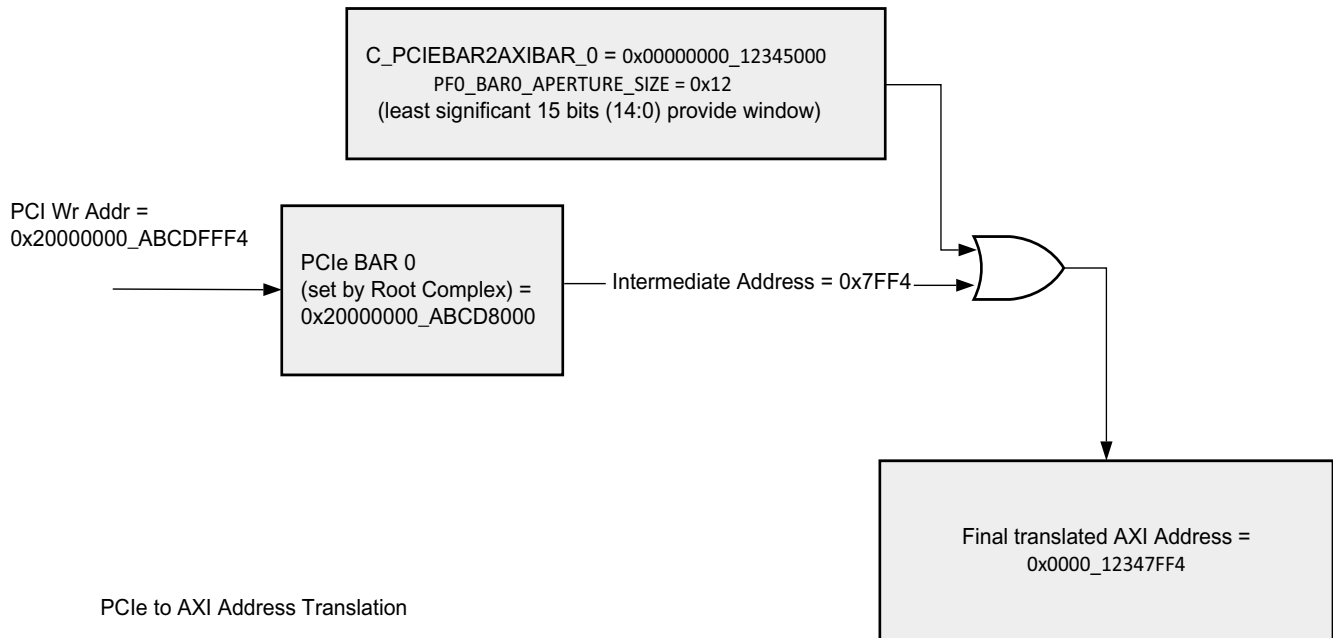 C_PCIEBAR2AXIBAR_0 = 0x00000000_12345000
PF0_BAR0_APERTURE_SIZE = 0x12
(least significant 15 bits (14:0) provide window)
PCI Wr Addr =
0x20000000_ABCDFFF4
PCIe BAR 0
(set by Root Complex) =
0x20000000_ABCD8000
Intermediate Address = 0x7FF4
Final translated AXI Address =
0x0000_12347FF4
PCIe to AXI Address Translation